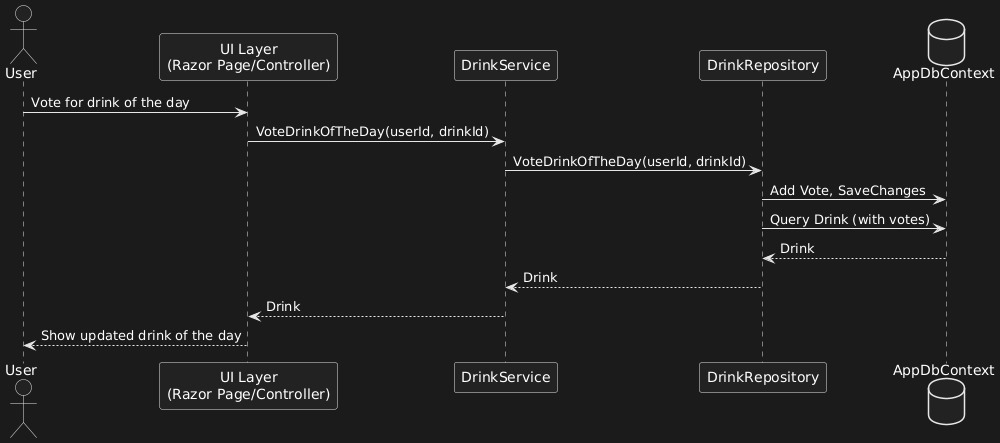 User
UI Layer
(Razor Page/Controller)
DrinkService
DrinkRepository
AppDbContext
Vote for drink of the day
VoteDrinkOfTheDay(userId, drinkId)
VoteDrinkOfTheDay(userId, drinkId)
Add Vote, SaveChanges
Query Drink (with votes)
Drink
Drink
Drink
Show updated drink of the day
User
UI Layer
(Razor Page/Controller)
DrinkService
DrinkRepository
AppDbContext